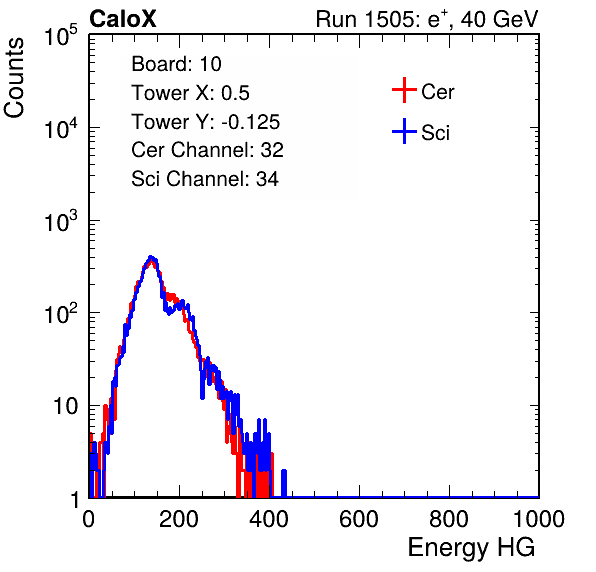 CaloX Run 1505: e⁺, 40 GeV
Counts
Board: 10
Tower X: 0.5
Tower Y: -0.125
Cer Channel: 32
Sci Channel: 34
Cer
Sci
10⁵
10⁴
10³
10²
10
1
0 200 400 600 800 1000
Energy HG